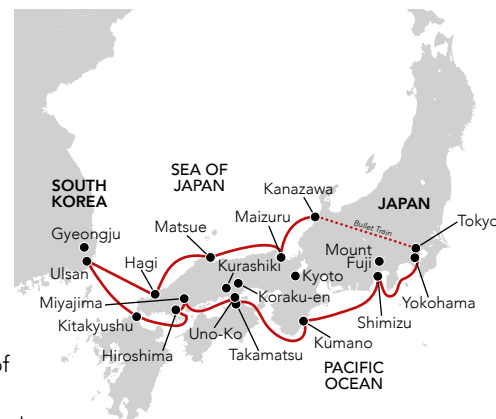 SEA OF
JAPAN
SOUTH
KOREA
Kanazawa
JAPAN
Bullet Train
Tokyo
Gyeongju
Matsue
Maizuru
Mount
Fuji
Ulsan
Hagi
Kurashiki
Kyoto
Koraku-en
Miyajima
Yokohama
Kitakyushu
Shimizu
Uno-Ko
Kumano
Hiroshima
Takamatsu
PACIFIC
OCEAN
of